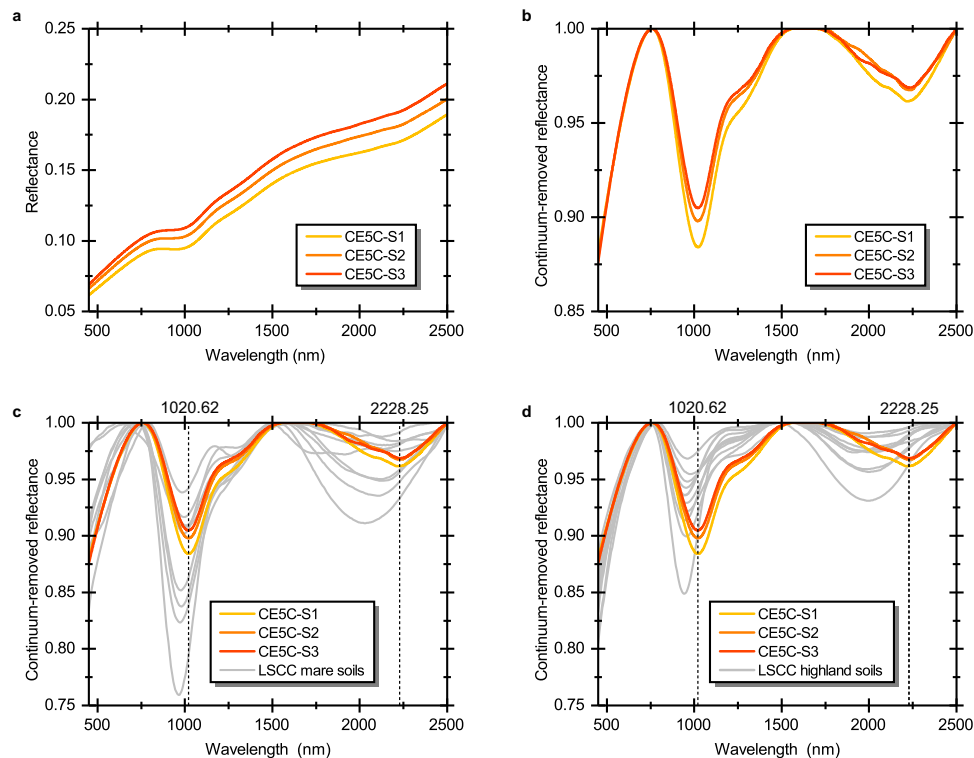 a
0.25
0.20
0.15
0.10
0.05
Reflectance
CE5C-S1
CE5C-S2
CE5C-S3
500 1000 1500 2000 2500
Wavelength (nm)
b
1.00
0.95
0.90
0.85
Continuum-removed reflectance
CE5C-S1
CE5C-S2
CE5C-S3
500 1000 1500 2000 2500
Wavelength (nm)
c
1020.62 2228.25
1.00
0.95
0.90
0.85
0.80
0.75
Continuum-removed reflectance
CE5C-S1
CE5C-S2
CE5C-S3
LSCC mare soils
500 1000 1500 2000 2500
Wavelength (nm)
d
1020.62 2228.25
1.00
0.95
0.90
0.85
0.80
0.75
Continuum-removed reflectance
CE5C-S1
CE5C-S2
CE5C-S3
LSCC highland soils
500 1000 1500 2000 2500
Wavelength (nm)